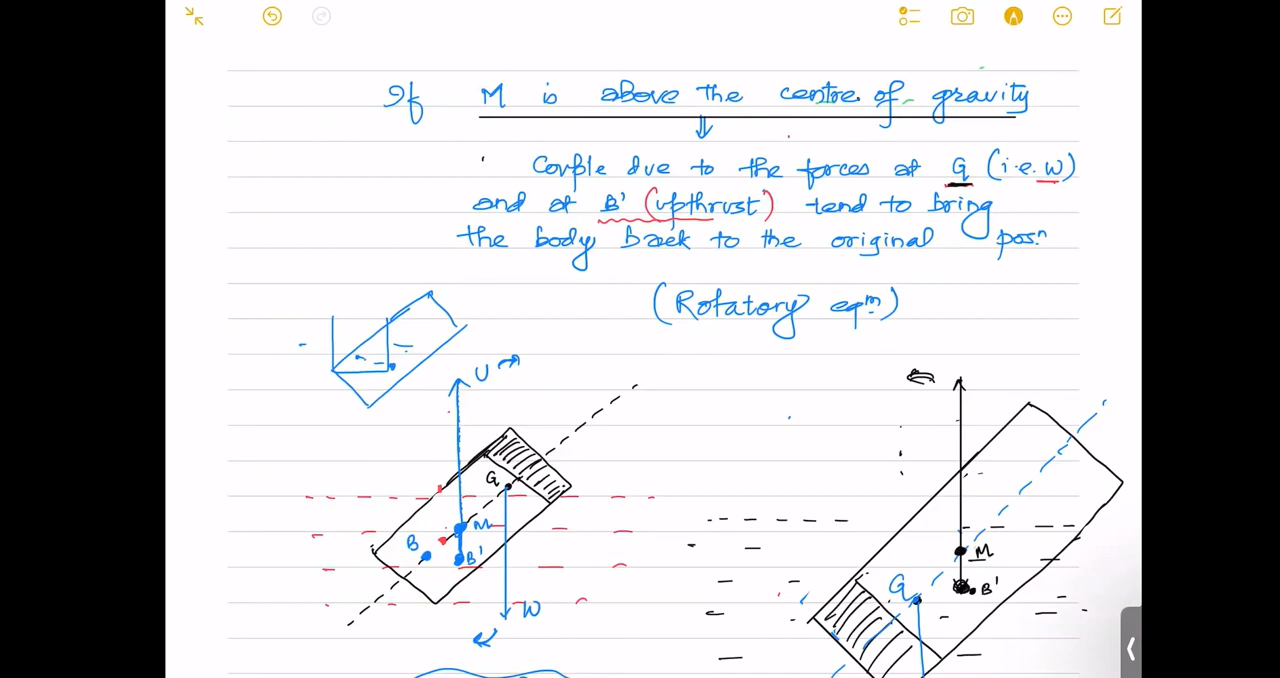 If M is above the centre of gravity
⇓
Couple due to the forces at G (i.e. W)
and at B' (upthrust) tend to bring
the body back to the original posⁿ
(Rotatory eqᵐ)
U
G
M
B
B'
W
M
B'
G